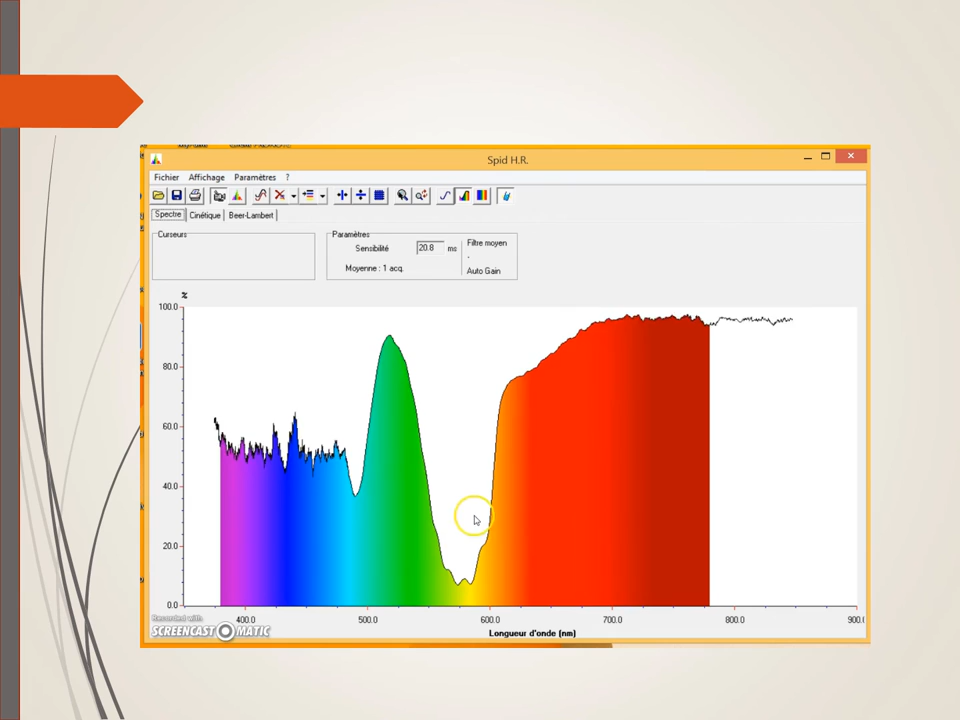 Spid H.R.
Fichier Affichage Paramètres ?
Spectre Cinétique Beer-Lambert
Curseurs
Paramètres
Sensibilité 20.8 ms
Filtre moyen
Moyenne : 1 acq.
Auto Gain
%
100.0
80.0
60.0
40.0
20.0
0.0
400.0 500.0 600.0 700.0 800.0 900.
Longueur d'onde (nm)
Recorded with
SCREENCAST MATIC